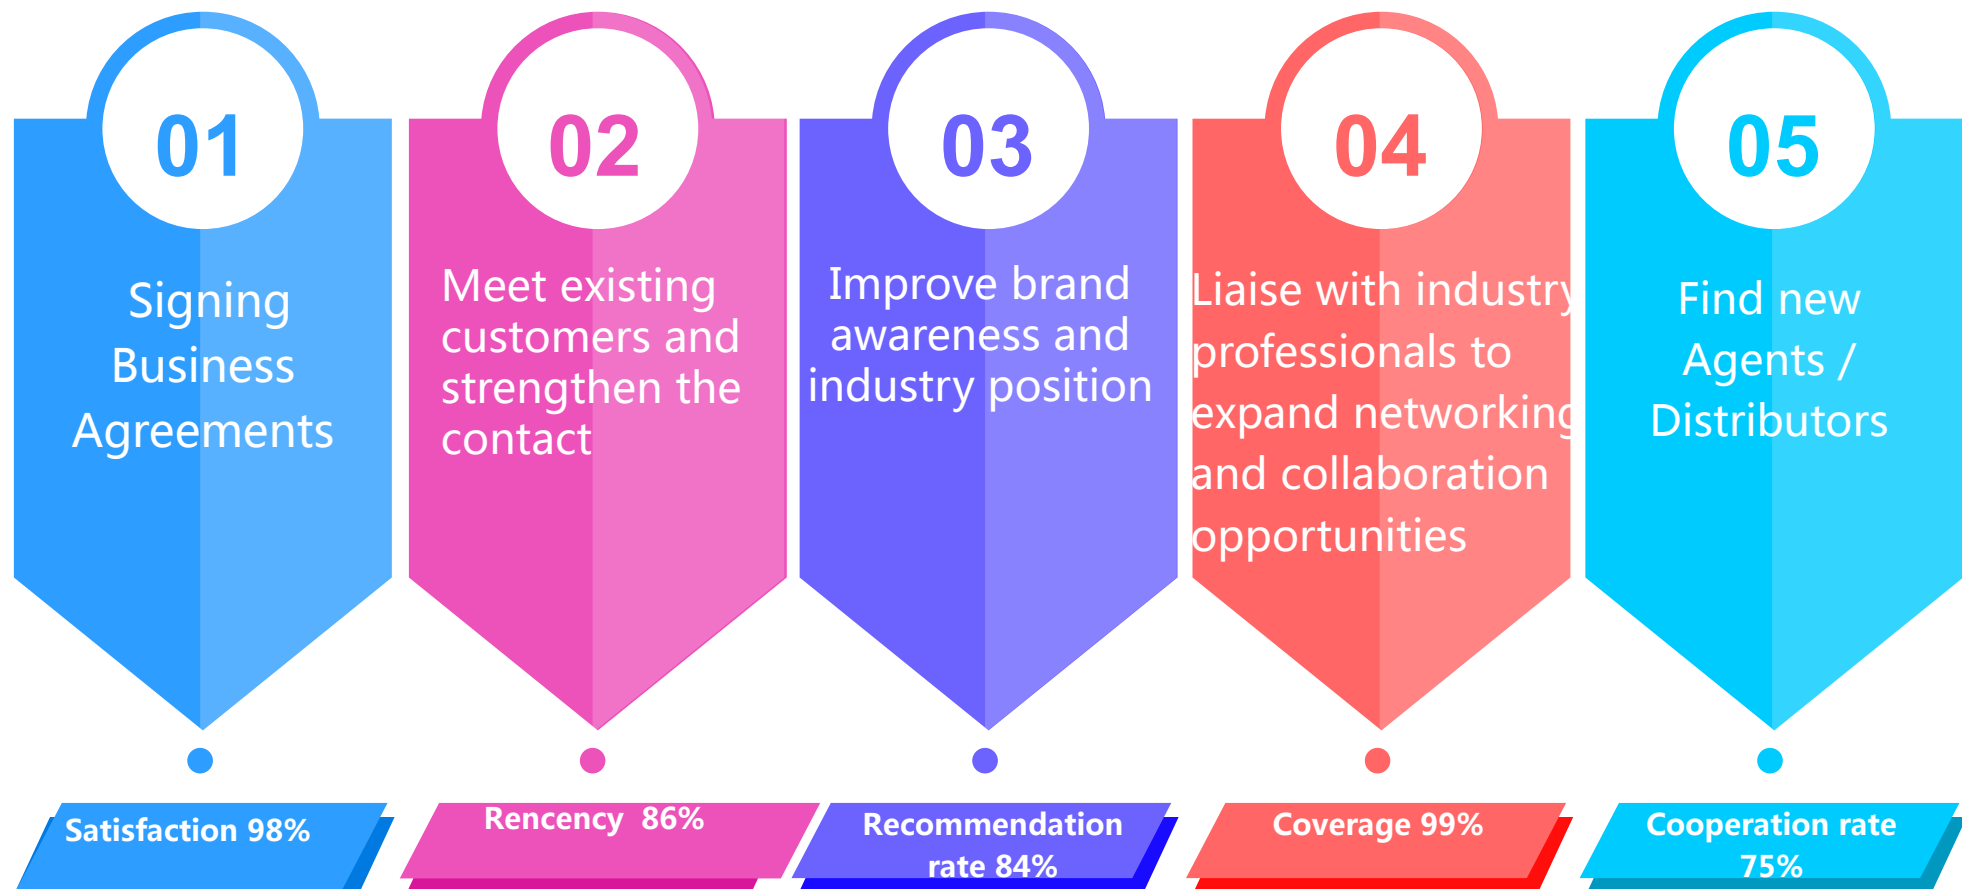 01
Signing
Business
Agreements
Satisfaction 98%
02
Meet existing
customers and
strengthen the
contact
Rencency 86%
03
Improve brand
awareness and
industry position
Recommendation
rate 84%
04
Liaise with industry
professionals to
expand networking
and collaboration
opportunities
Coverage 99%
05
Find new
Agents /
Distributors
Cooperation rate
75%